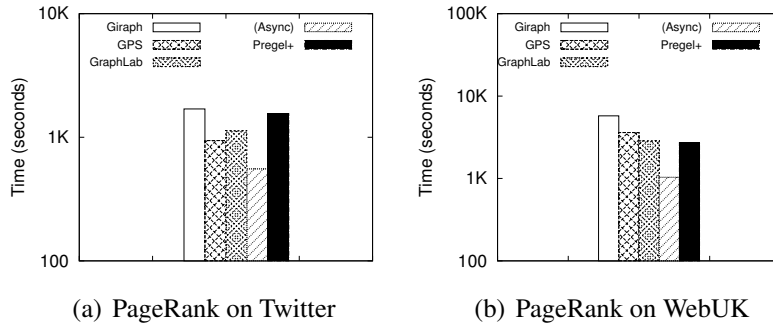 10K
1K
100
Time (seconds)
Giraph
GPS
GraphLab
(Async)
Pregel+
(a) PageRank on Twitter
100K
10K
1K
100
Time (seconds)
Giraph
GPS
GraphLab
(Async)
Pregel+
(b) PageRank on WebUK